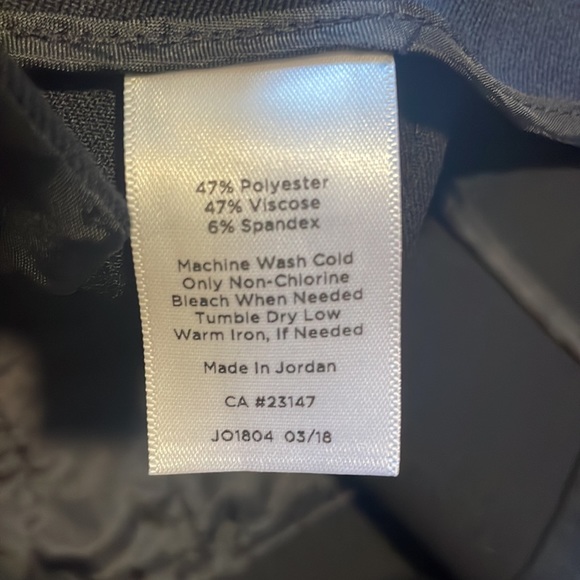 47% Polyester
47% Viscose
6% Spandex
Machine Wash Cold
Only Non-Chlorine
Bleach When Needed
Tumble Dry Low
Warm Iron, If Needed
Made In Jordan
CA #23147
JO1804 03/18